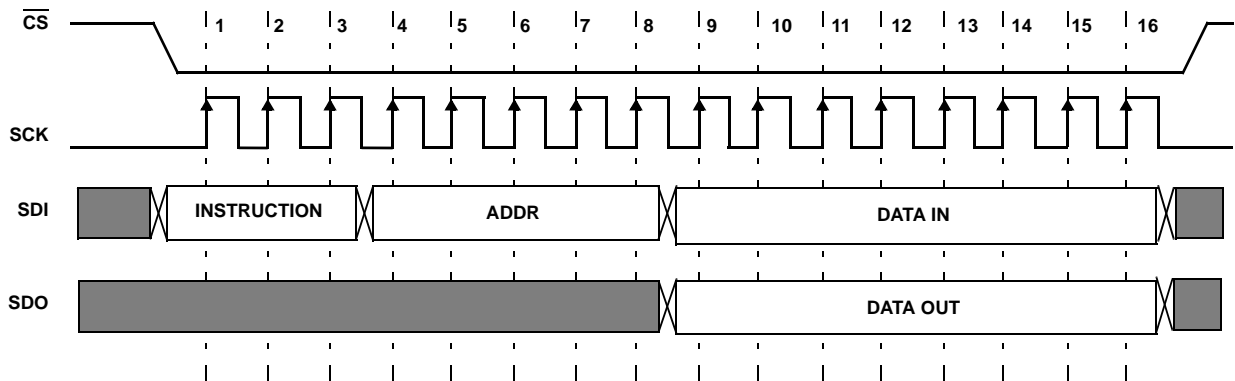 CS 1 2 3 4 5 6 7 8 9 10 11 12 13 14 15 16
SCK
SDI INSTRUCTION ADDR DATA IN
SDO DATA OUT